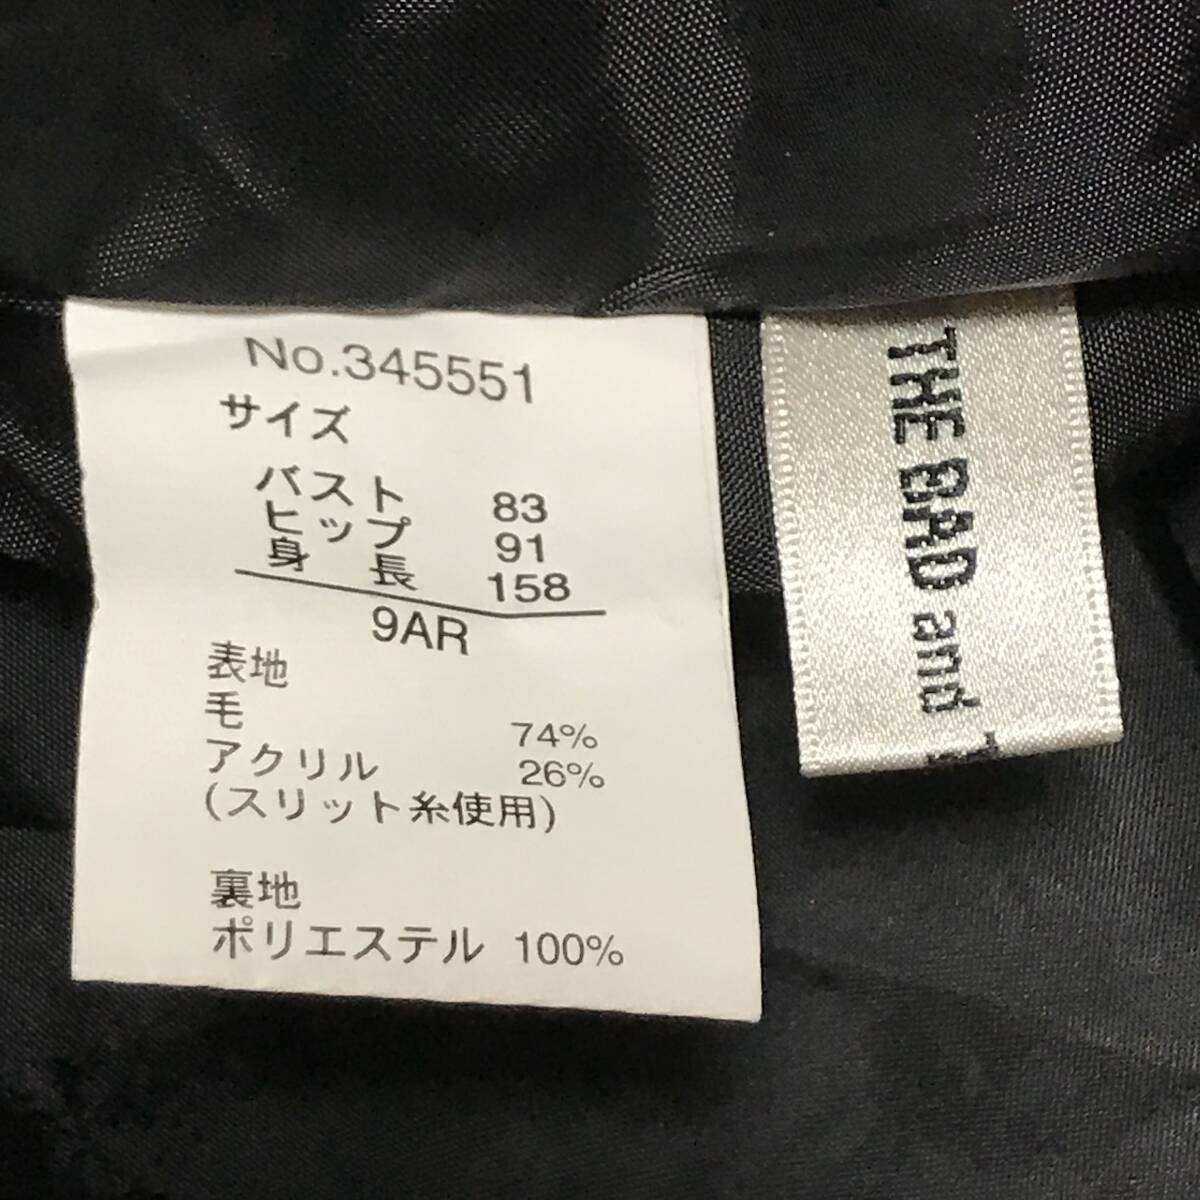 No.345551
サイズ
バスト 83
ヒップ 91
身長 158
9AR
表地
毛 74%
アクリル 26%
(スリット糸使用)
裏地
ポリエステル 100%
THE BAD and